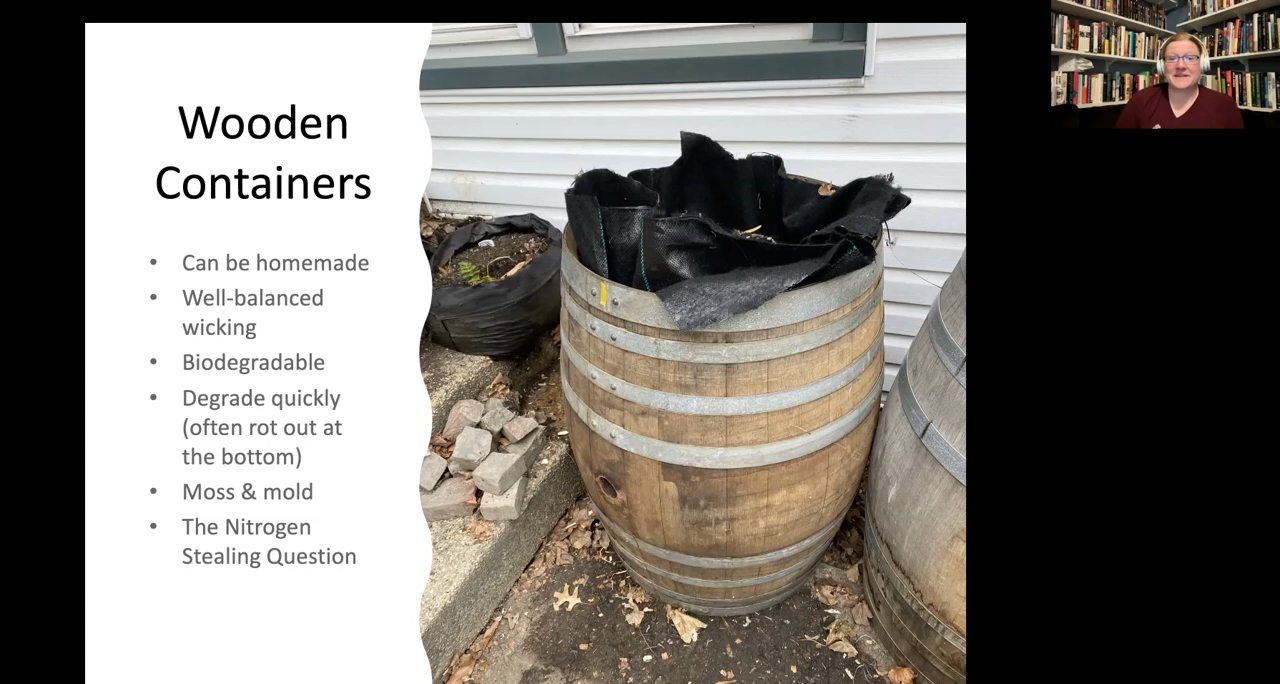 Wooden
Containers
• Can be homemade
• Well-balanced
wicking
• Biodegradable
• Degrade quickly
(often rot out at
the bottom)
• Moss & mold
• The Nitrogen
Stealing Question